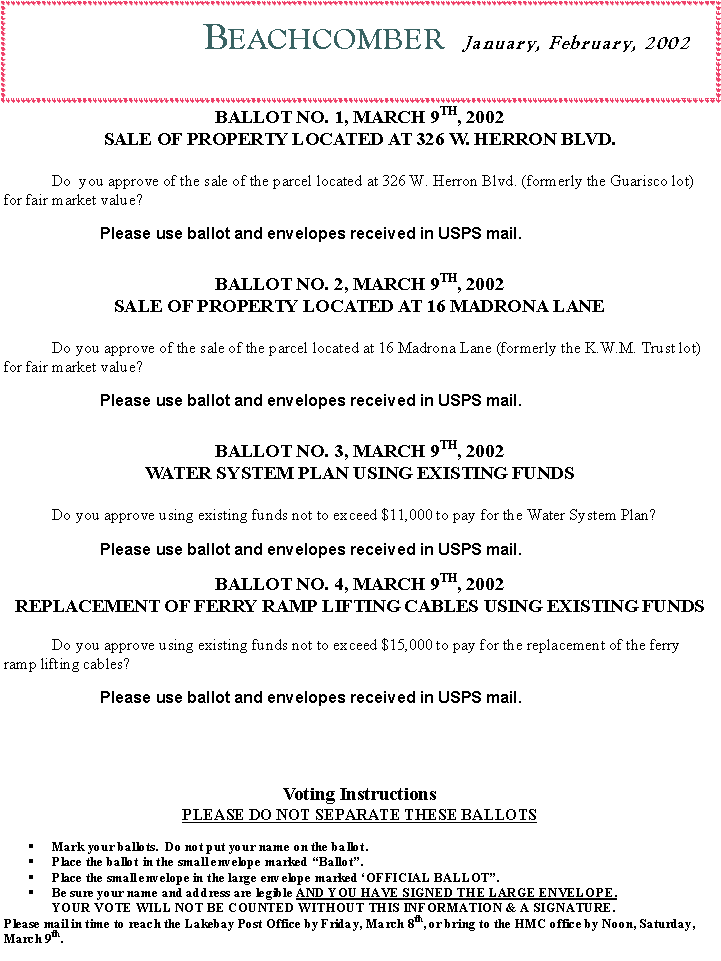 BEACHCOMBER January, February, 2002
BALLOT NO. 1, MARCH 9TH, 2002
SALE OF PROPERTY LOCATED AT 326 W. HERRON BLVD.
Do you approve of the sale of the parcel located at 326 W. Herron Blvd. (formerly the Guarisco lot)
for fair market value?
Please use ballot and envelopes received in USPS mail.
BALLOT NO. 2, MARCH 9TH, 2002
SALE OF PROPERTY LOCATED AT 16 MADRONA LANE
Do you approve of the sale of the parcel located at 16 Madrona Lane (formerly the K.W.M. Trust lot)
for fair market value?
Please use ballot and envelopes received in USPS mail.
BALLOT NO. 3, MARCH 9TH, 2002
WATER SYSTEM PLAN USING EXISTING FUNDS
Do you approve using existing funds not to exceed $11,000 to pay for the Water System Plan?
Please use ballot and envelopes received in USPS mail.
BALLOT NO. 4, MARCH 9TH, 2002
REPLACEMENT OF FERRY RAMP LIFTING CABLES USING EXISTING FUNDS
Do you approve using existing funds not to exceed $15,000 to pay for the replacement of the ferry
ramp lifting cables?
Please use ballot and envelopes received in USPS mail.
Voting Instructions
PLEASE DO NOT SEPARATE THESE BALLOTS
▪ Mark your ballots. Do not put your name on the ballot.
▪ Place the ballot in the small envelope marked “Ballot”.
▪ Place the small envelope in the large envelope marked ‘OFFICIAL BALLOT”.
▪ Be sure your name and address are legible AND YOU HAVE SIGNED THE LARGE ENVELOPE.
YOUR VOTE WILL NOT BE COUNTED WITHOUT THIS INFORMATION & A SIGNATURE.
Please mail in time to reach the Lakebay Post Office by Friday, March 8th, or bring to the HMC office by Noon, Saturday,
March 9th.